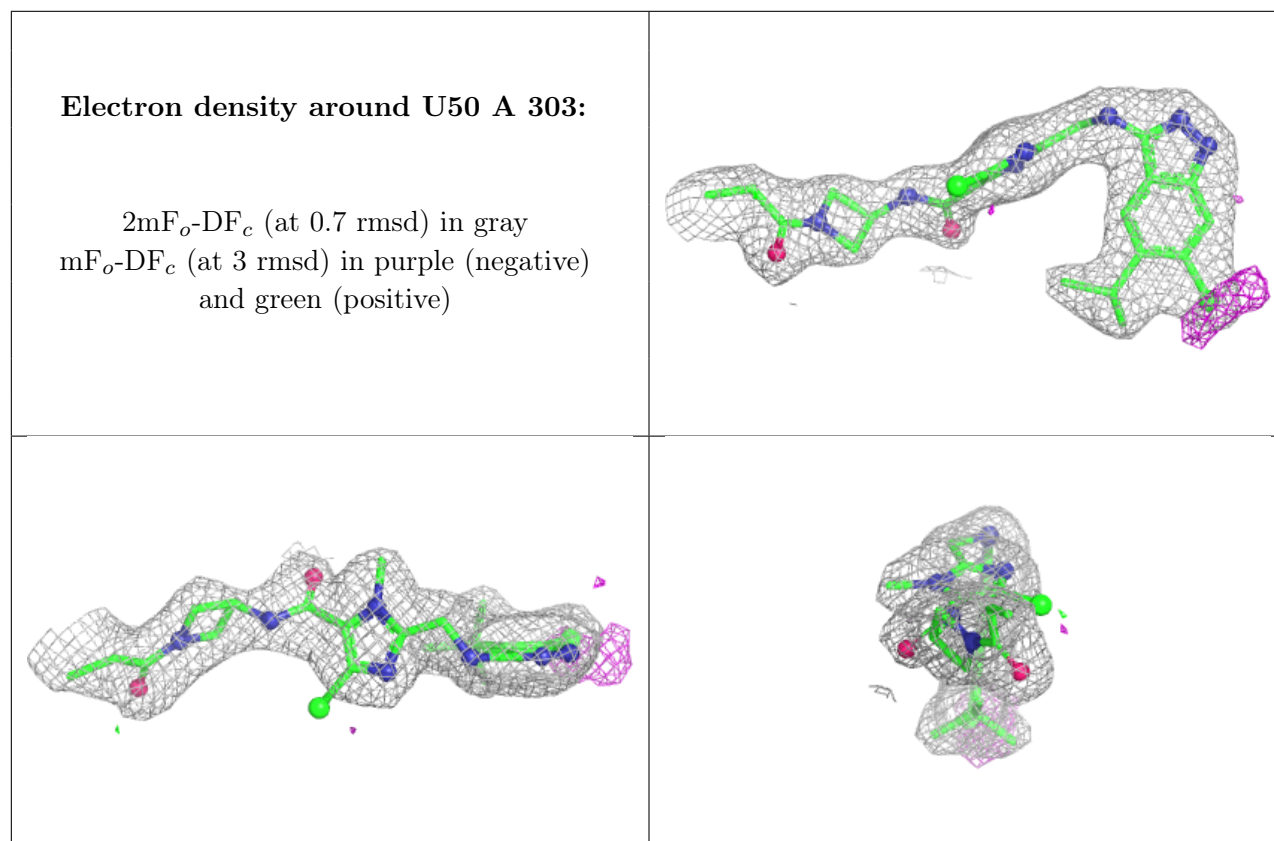 Electron density around U50 A 303:
2mFo-DFc (at 0.7 rmsd) in gray
mFo-DFc (at 3 rmsd) in purple (negative)
and green (positive)